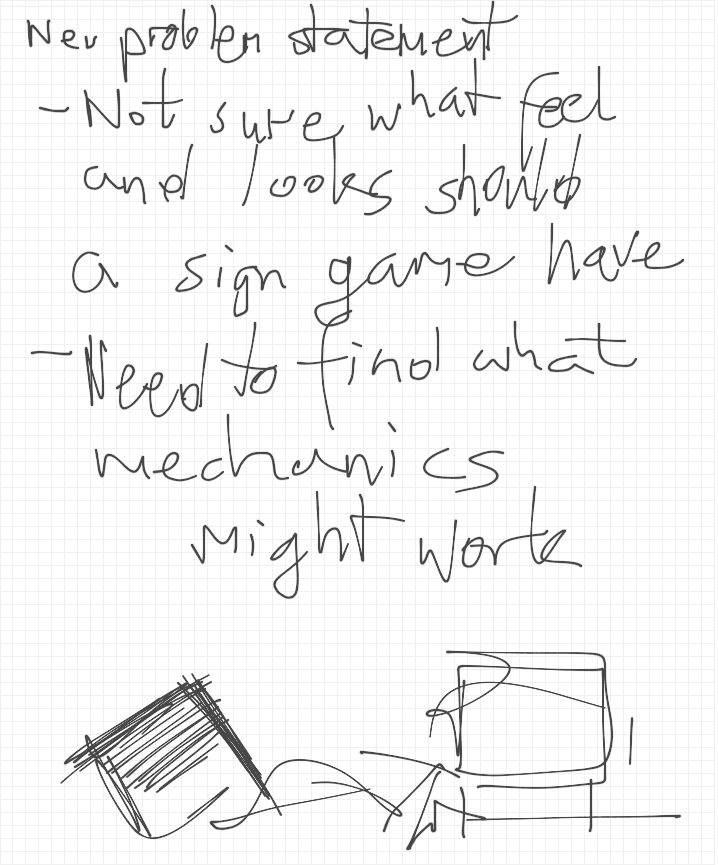 New problem statement
- Not sure what feel
and looks should
a sign game have
- Need to find what
mechanics
might work